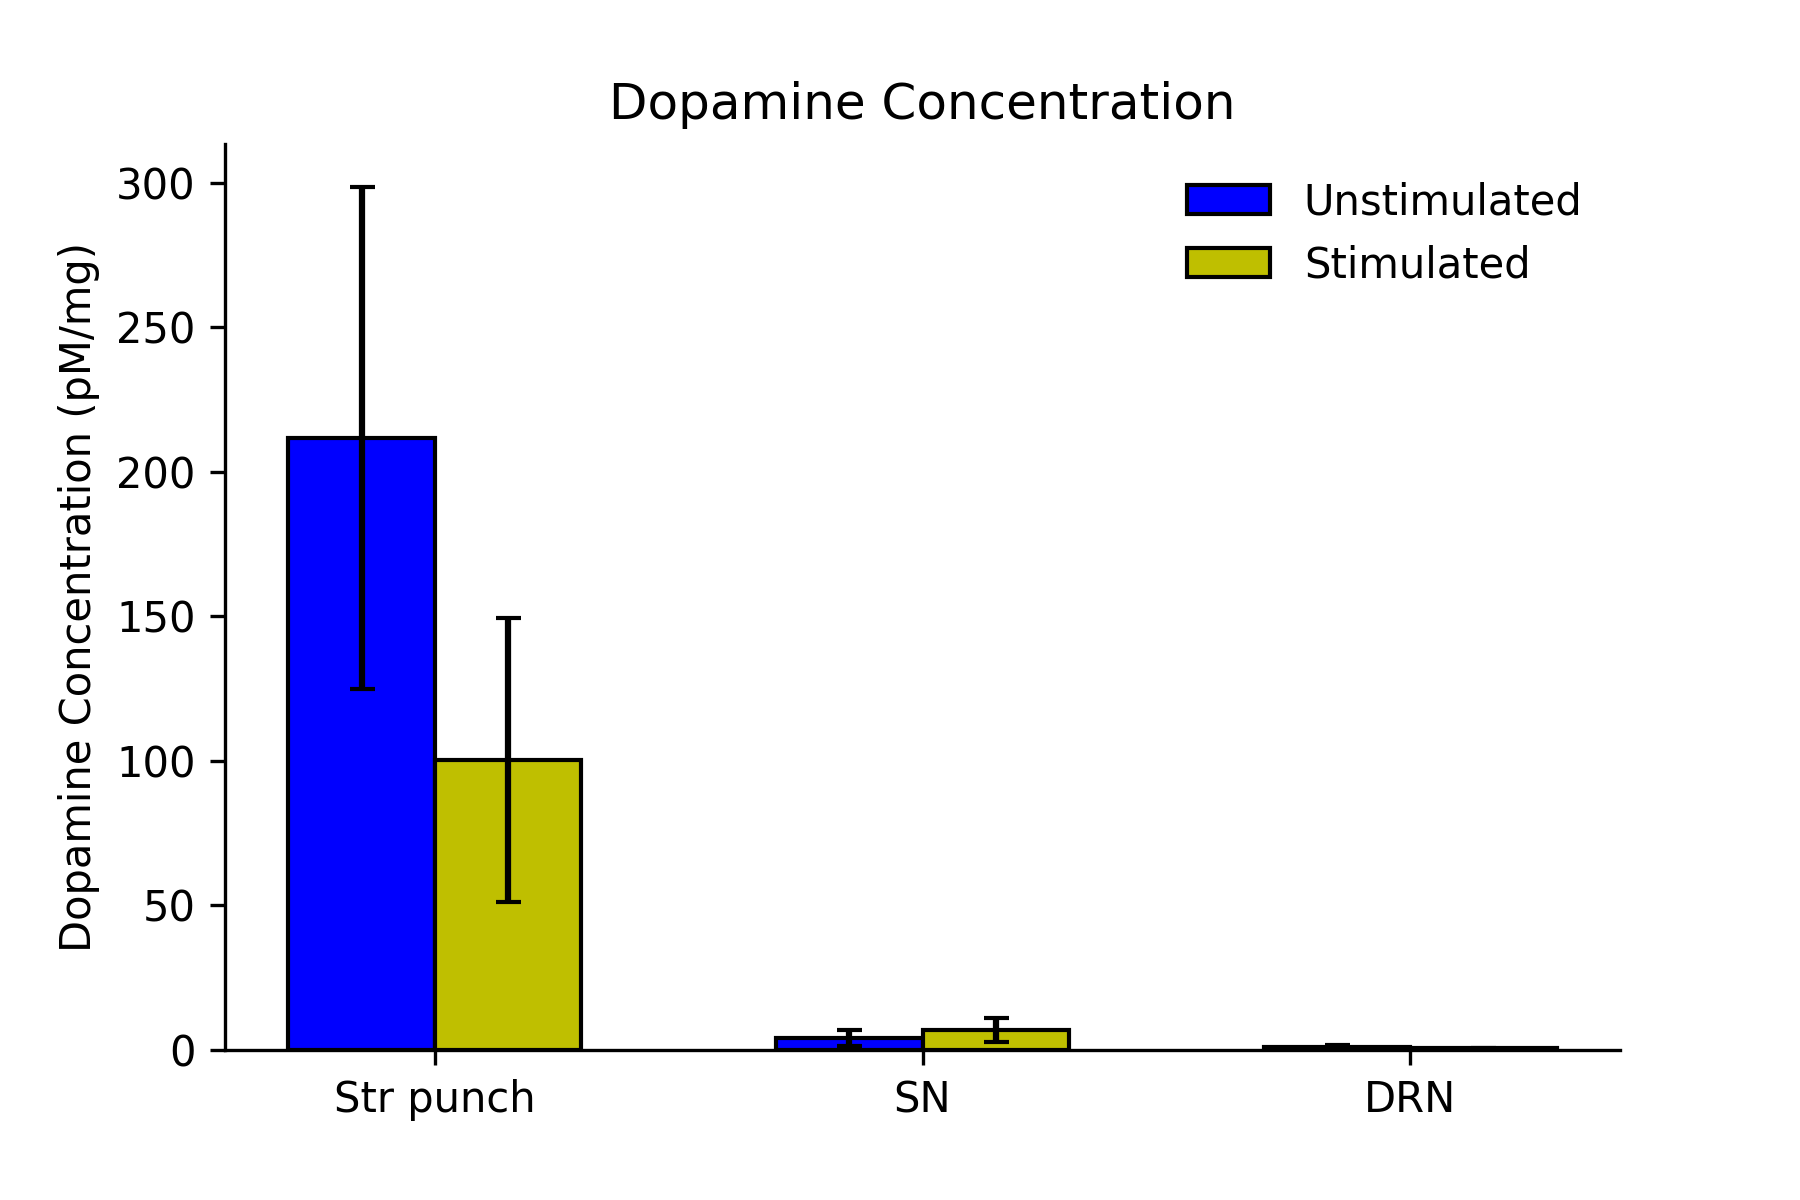 Dopamine Concentration
Dopamine Concentration (pM/mg)
300
250
200
150
100
50
0
Unstimulated
Stimulated
Str punch
SN
DRN